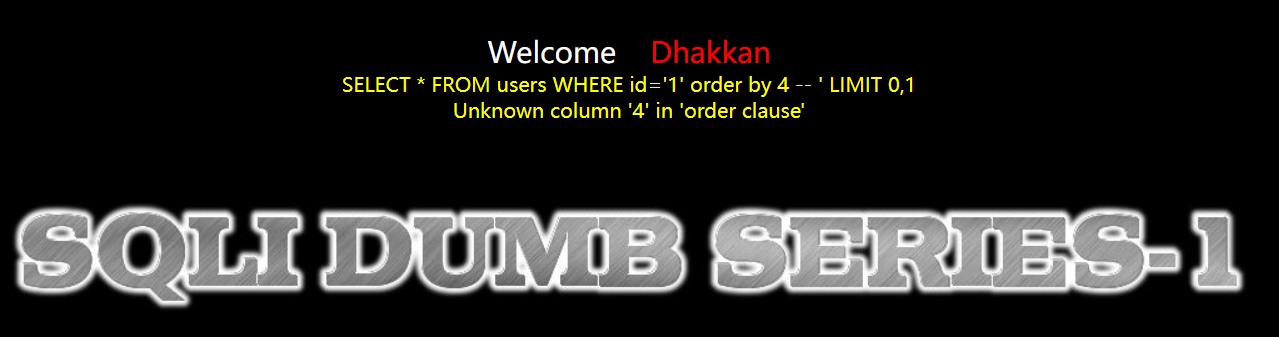 Welcome Dhakkan
SELECT * FROM users WHERE id='1' order by 4 -- ' LIMIT 0,1
Unknown column '4' in 'order clause'
SQLI DUMB SERIES-1